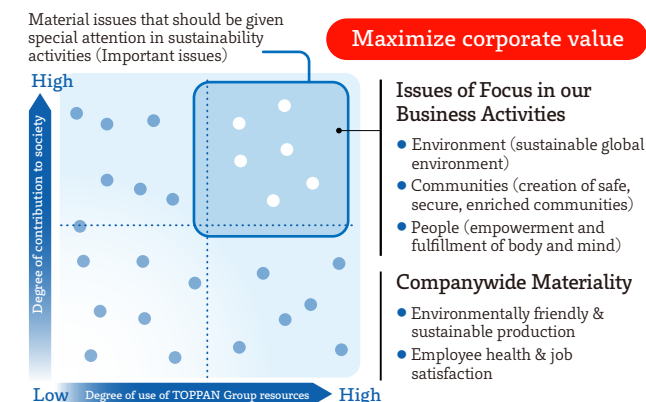 Material issues that should be given
special attention in sustainability
activities (Important issues)
Maximize corporate value
High
Degree of contribution to society
Issues of Focus in our
Business Activities
● Environment (sustainable global
environment)
● Communities (creation of safe,
secure, enriched communities)
● People (empowerment and
fulfillment of body and mind)
Companywide Materiality
● Environmentally friendly &
sustainable production
● Employee health & job
satisfaction
Low
Degree of use of TOPPAN Group resources
High